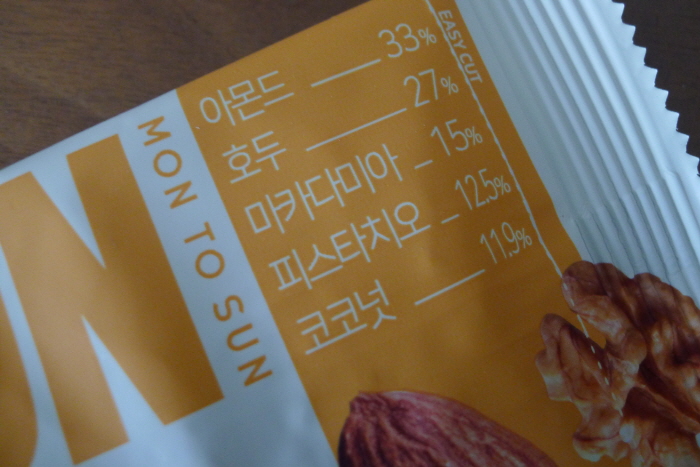 아몬드 33%
호두 27%
마카다미아 15%
피스타치오 12.5%
코코넛 11.9%
EASY CUT
MON TO SUN